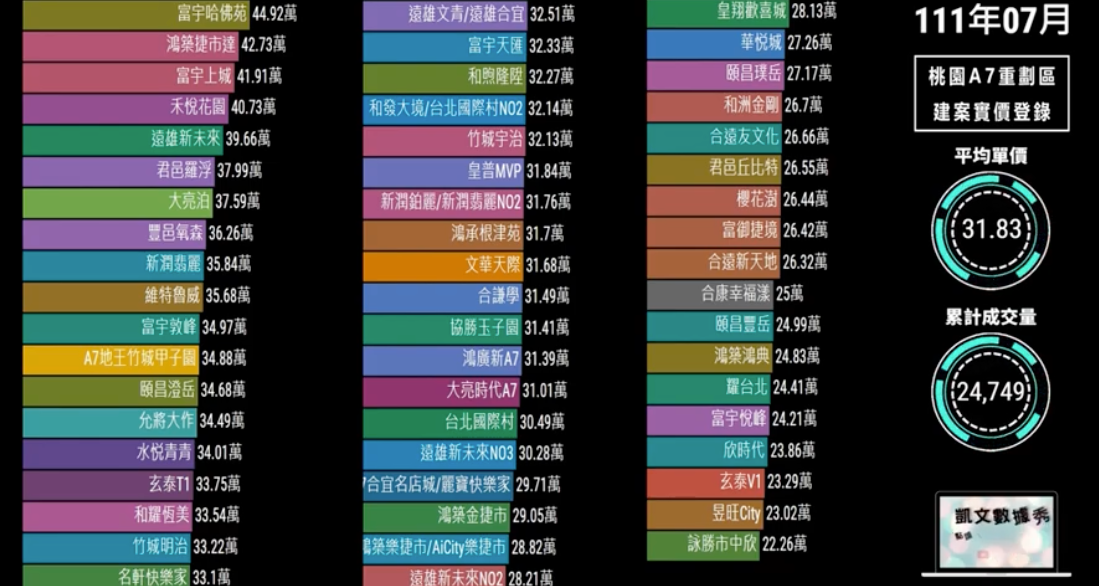 富宇哈佛苑 44.92萬
鴻築捷市達 42.73萬
富宇上城 41.91萬
禾悅花園 40.73萬
遠雄新未來 39.66萬
君邑羅浮 37.99萬
大亮泊 37.59萬
豐邑氧森 36.26萬
新潤翡麗 35.84萬
維特魯威 35.68萬
富宇敦峰 34.97萬
A7地王竹城甲子園 34.88萬
頤昌澄岳 34.68萬
允將大作 34.49萬
水悅青青 34.01萬
玄泰T1 33.75萬
和耀恆美 33.54萬
竹城明治 33.22萬
名軒快樂家 33.1萬
遠雄文青/遠雄合宜 32.51萬
富宇天匯 32.33萬
和煦隆陞 32.27萬
和發大境/台北國際村NO2 32.14萬
竹城宇治 32.13萬
皇普MVP 31.84萬
新潤鉑麗/新潤翡麗NO2 31.76萬
鴻承根津苑 31.7萬
文華天際 31.68萬
合謙學 31.49萬
協勝玉子園 31.41萬
鴻廣新A7 31.39萬
大亮時代A7 31.01萬
台北國際村 30.49萬
遠雄新未來NO3 30.28萬
7合宜名店城/麗寶快樂家 29.71萬
鴻築金捷市 29.05萬
鴻築樂捷市/AiCity樂捷市 28.82萬
遠雄新未來NO2 28.21萬
皇翔歡喜城 28.13萬
華悅城 27.26萬
頤昌璞岳 27.17萬
和洲金剛 26.7萬
合遠友文化 26.66萬
君邑丘比特 26.55萬
櫻花澍 26.44萬
富御捷境 26.42萬
合遠新天地 26.32萬
合康幸福漾 25萬
頤昌豐岳 24.99萬
鴻築鴻典 24.83萬
耀台北 24.41萬
富宇悅峰 24.21萬
欣時代 23.86萬
玄泰V1 23.29萬
昱旺City 23.02萬
詠勝市中欣 22.26萬
111年07月
桃園A7重劃區
建案實價登錄
平均單價
31.83
累計成交量
24,749
凱文數據秀